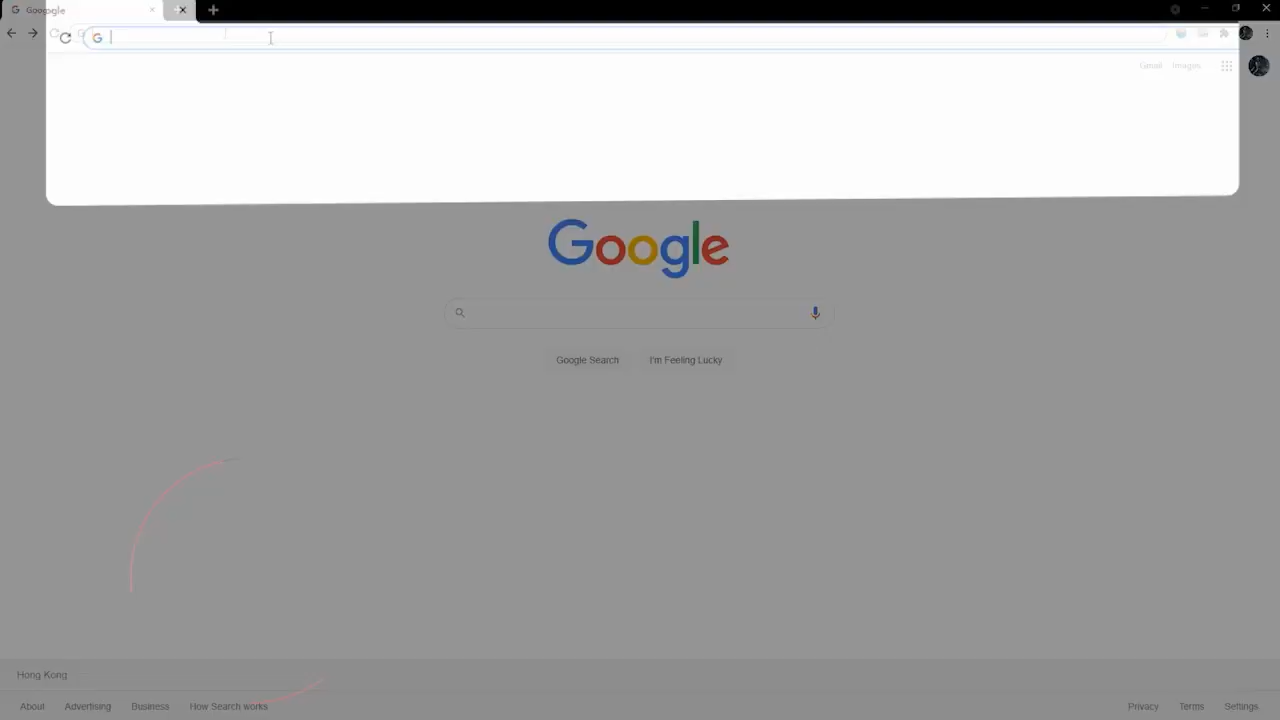 Google
Gmail Images
Google
Google Search I'm Feeling Lucky
Hong Kong
About Advertising Business How Search works
Privacy Terms Settings